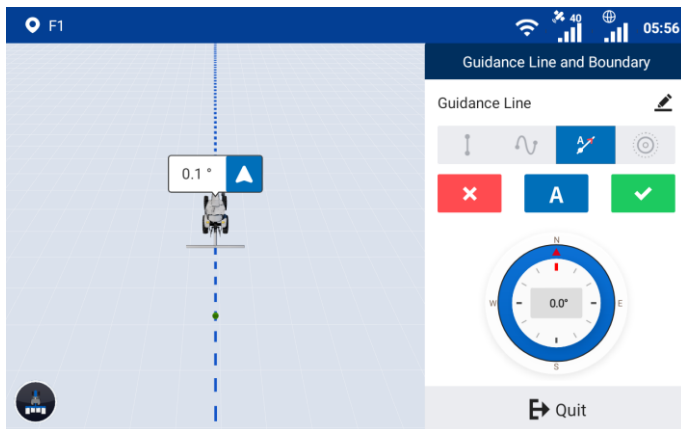 F1
40
05:56
Guidance Line and Boundary
Guidance Line
A
A
0.1 °
N
W
0.0°
E
S
Quit